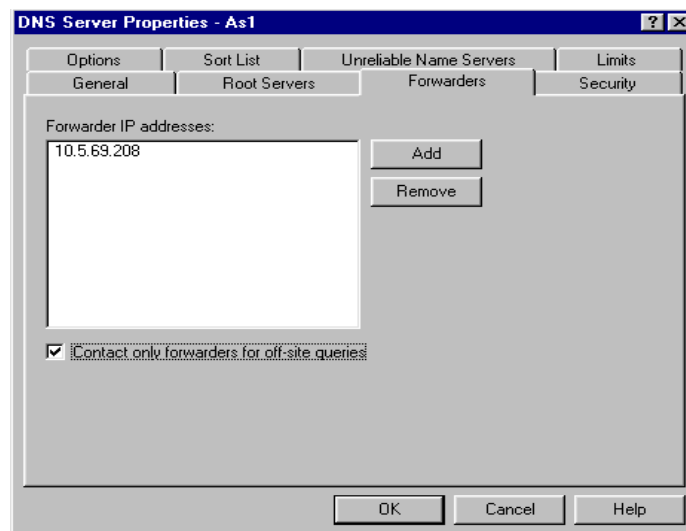 DNS Server Properties - As1
Options Sort List Unreliable Name Servers Limits
General Root Servers Forwarders Security
Forwarder IP addresses:
10.5.69.208
Add
Remove
Contact only forwarders for off-site queries
OK Cancel Help